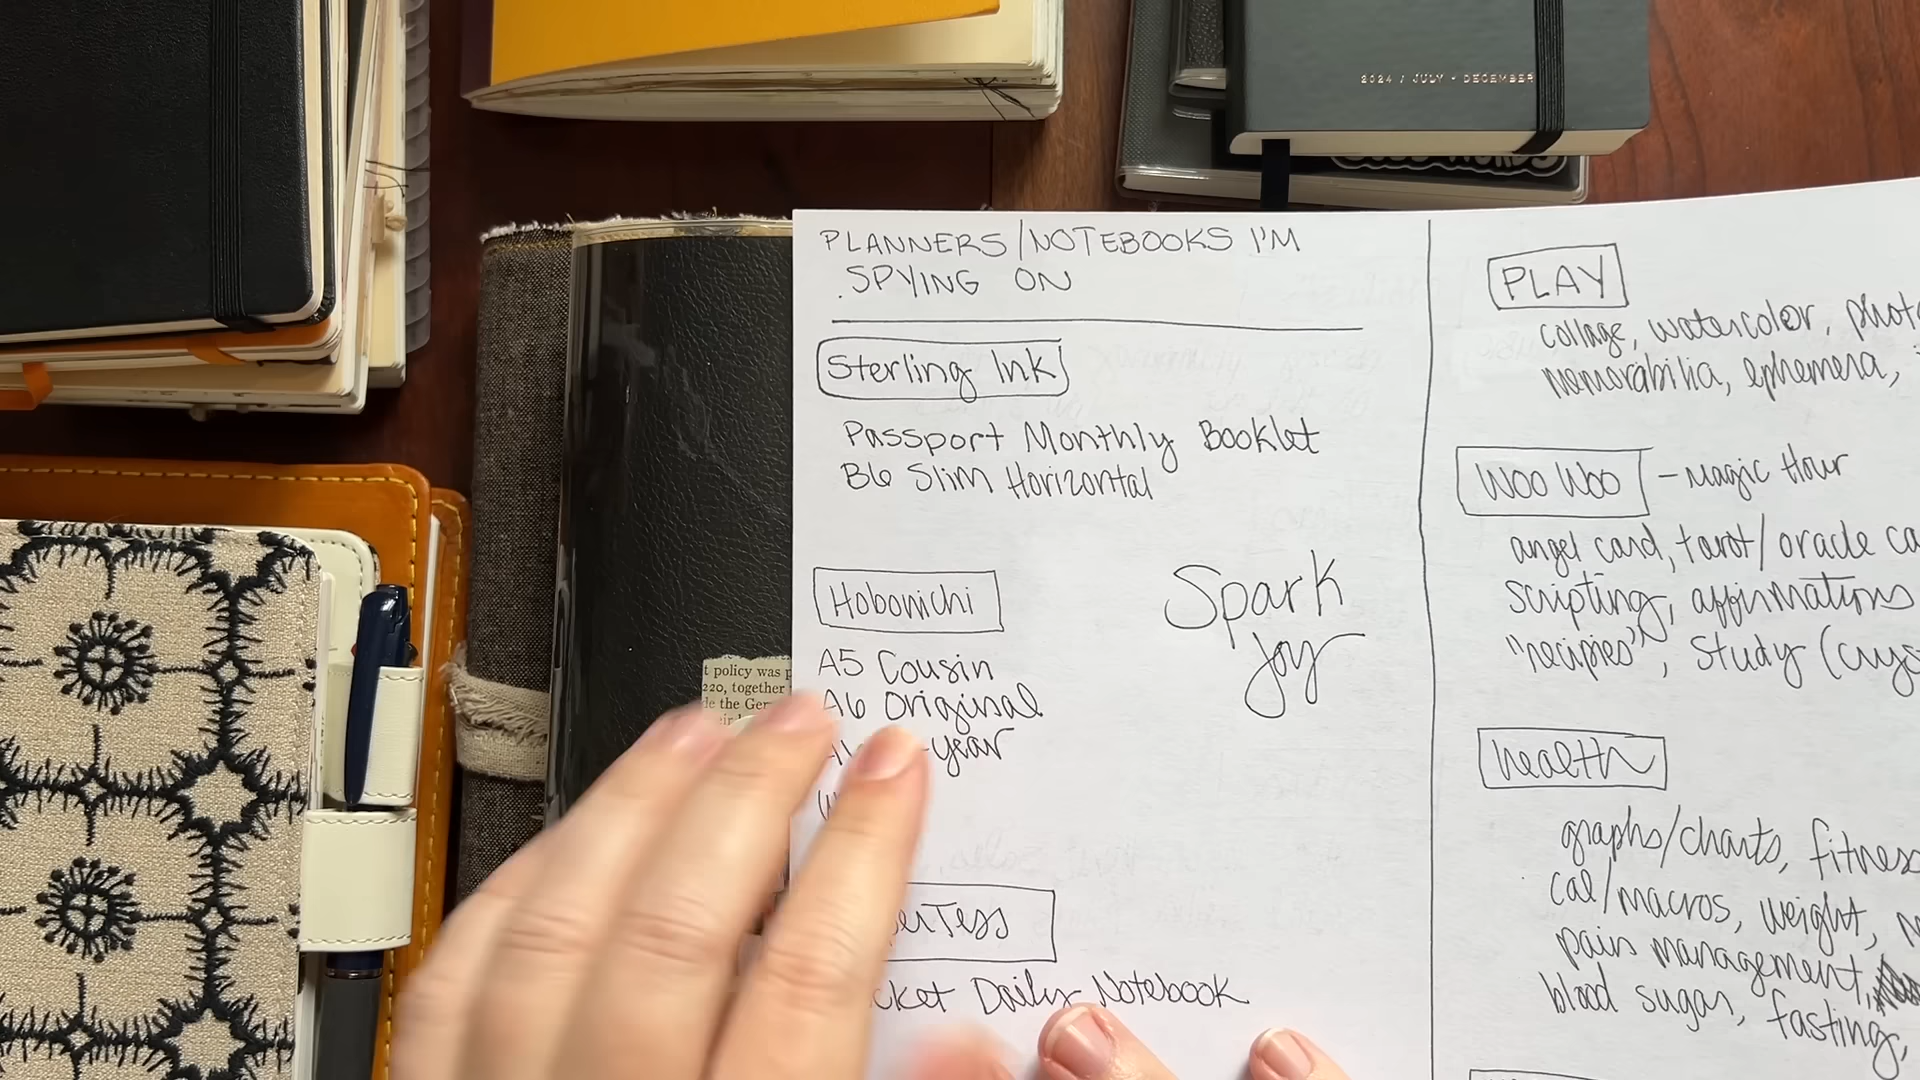 2024 / JULY - DECEMBER
PLANNERS/NOTEBOOKS I'M
SPYING ON
Sterling Ink
Passport Monthly Booklet
B6 Slim Horizontal
Hobonichi
Spark
Joy
A5 Cousin
A6 Original
-year
Daily Notebook
t policy was
220, together
the
PLAY
collage, watercolor,
memorabilia, ephemera,
WOO WOO - Magic Hour
angel card, tarot/oracle
scripting, affirmations
"recipies", study
health
graphs/charts,
cal/macros, weight,
pain management,
blood sugar, fasting,